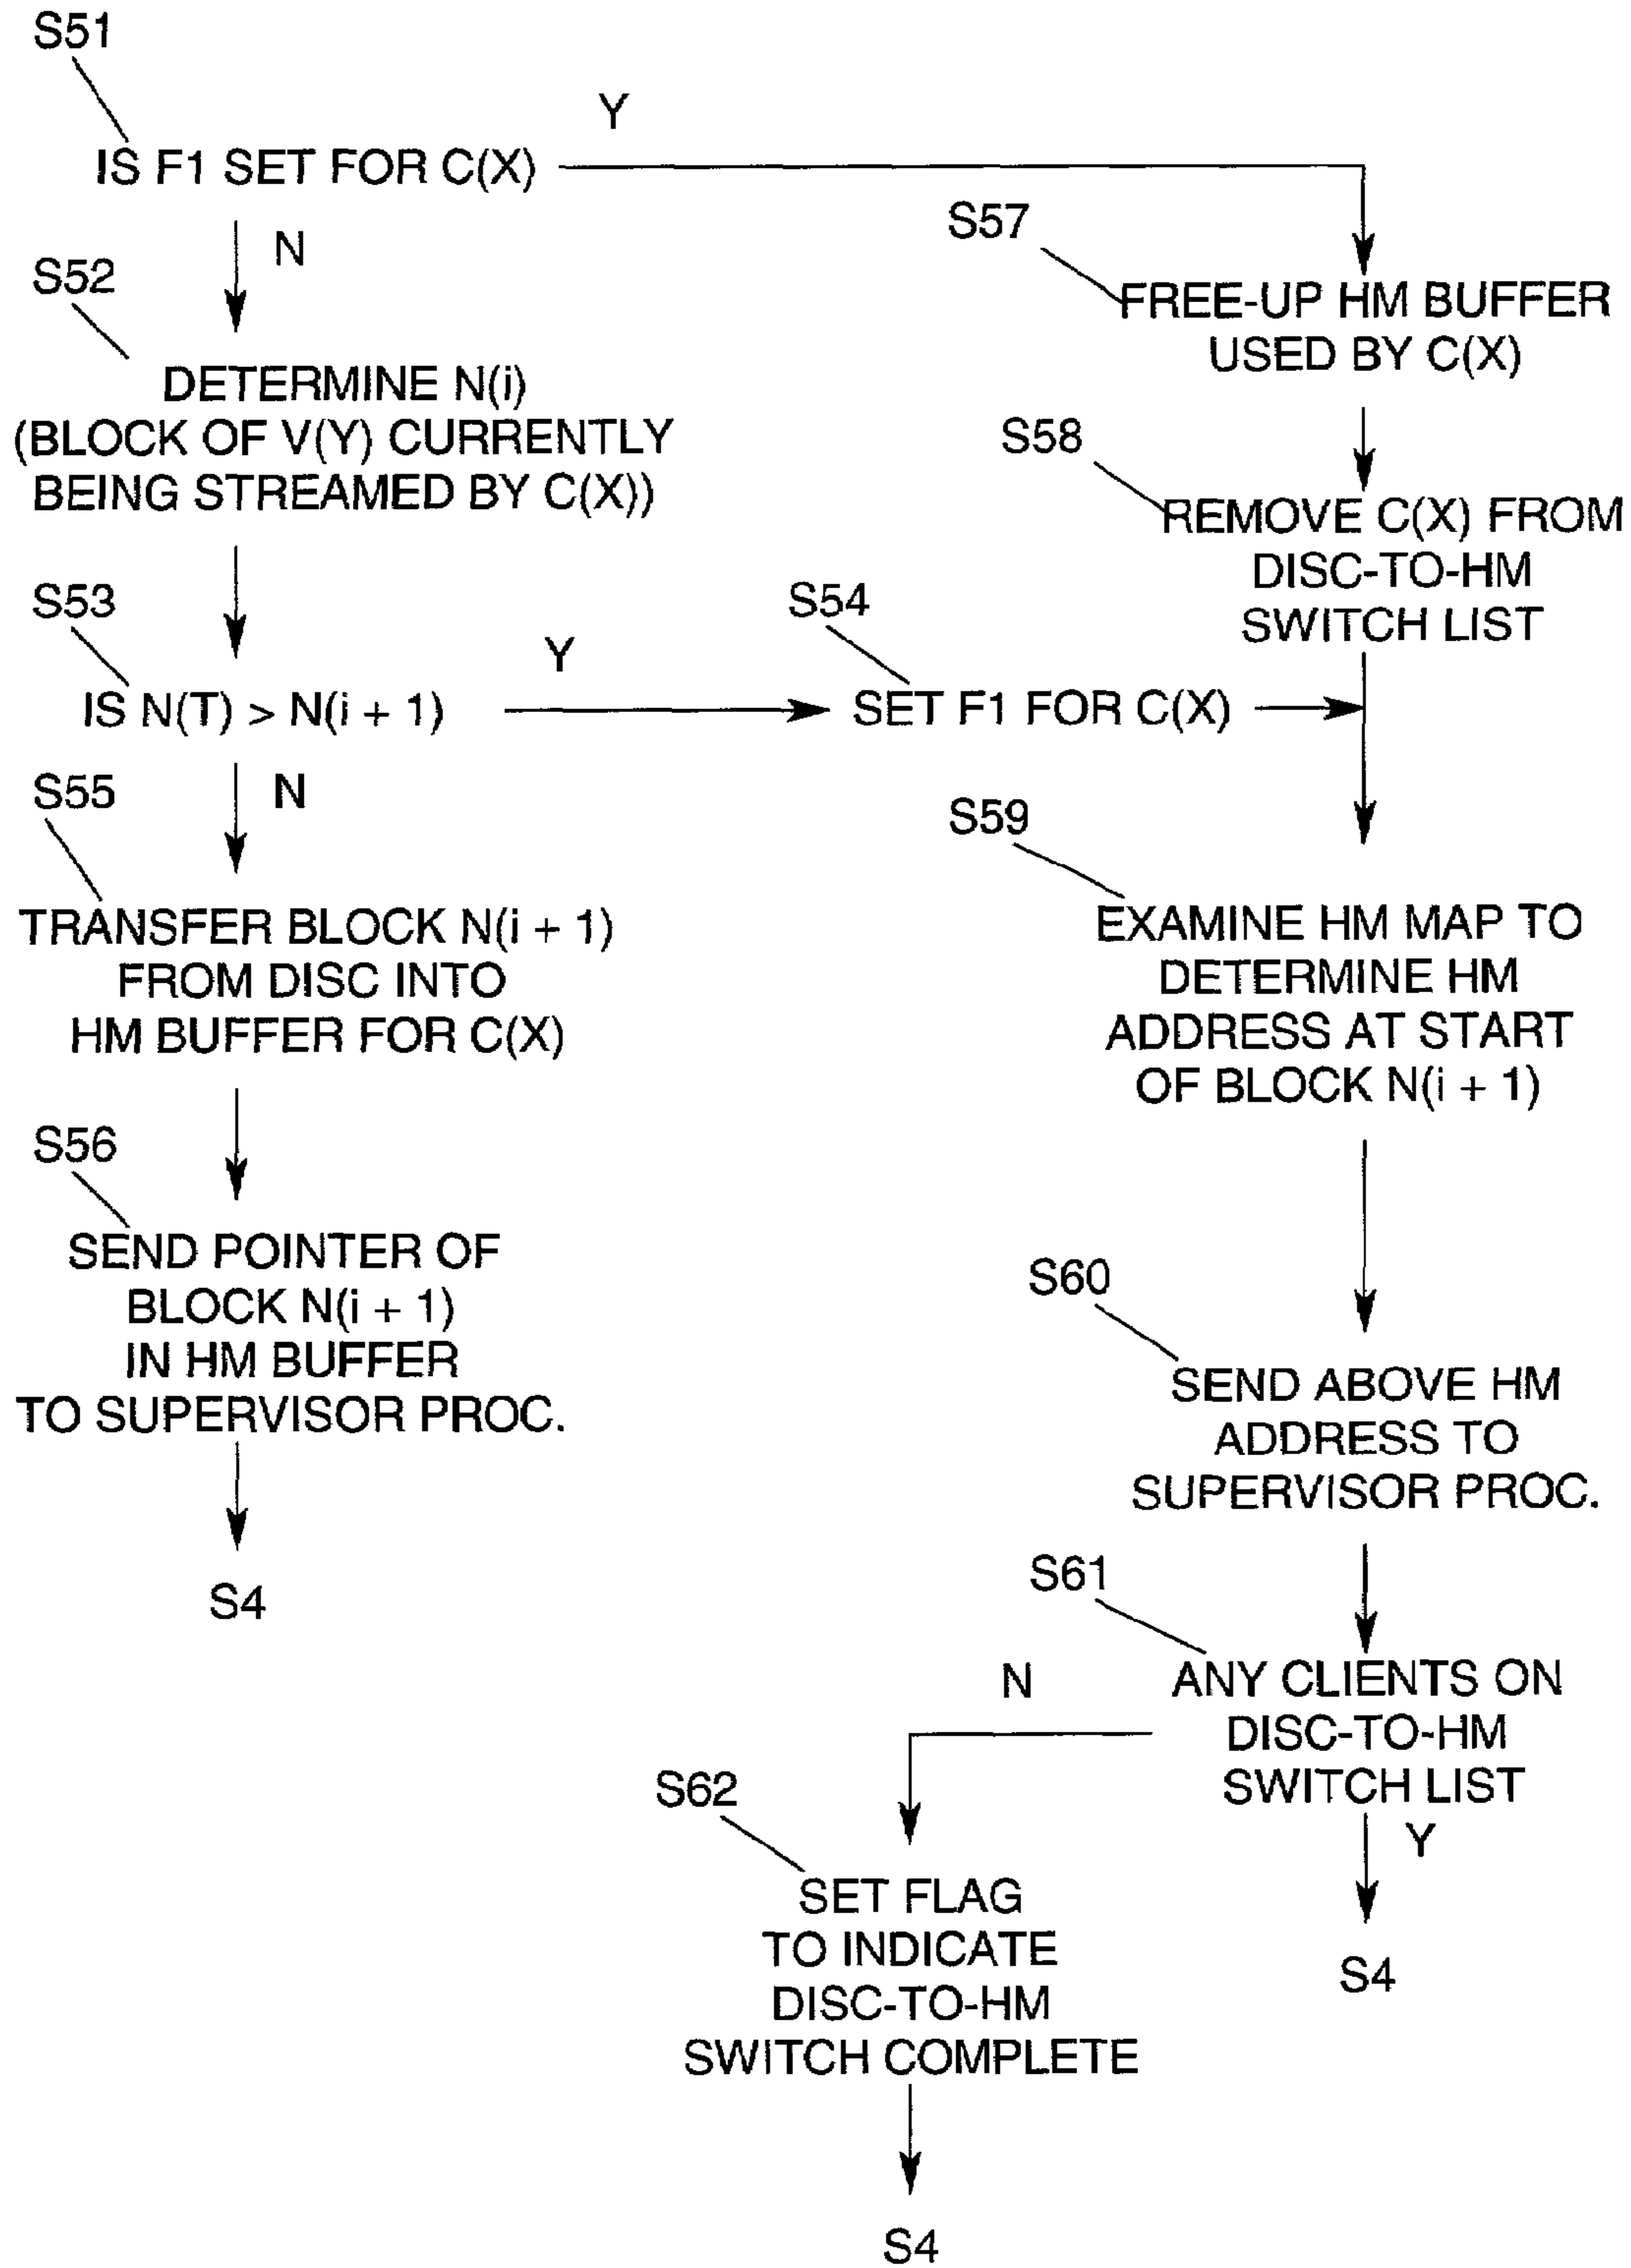 S51
IS F1 SET FOR C(X)
Y
N
S52
DETERMINE N(i)
(BLOCK OF V(Y) CURRENTLY
BEING STREAMED BY C(X))
S53
IS N(T) > N(i + 1)
Y
S54
SET F1 FOR C(X)
N
S55
TRANSFER BLOCK N(i + 1)
FROM DISC INTO
HM BUFFER FOR C(X)
S56
SEND POINTER OF
BLOCK N(i + 1)
IN HM BUFFER
TO SUPERVISOR PROC.
S4
S57
FREE-UP HM BUFFER
USED BY C(X)
S58
REMOVE C(X) FROM
DISC-TO-HM
SWITCH LIST
S59
EXAMINE HM MAP TO
DETERMINE HM
ADDRESS AT START
OF BLOCK N(i + 1)
S60
SEND ABOVE HM
ADDRESS TO
SUPERVISOR PROC.
S61
ANY CLIENTS ON
DISC-TO-HM
SWITCH LIST
N
Y
S4
S62
SET FLAG
TO INDICATE
DISC-TO-HM
SWITCH COMPLETE
S4